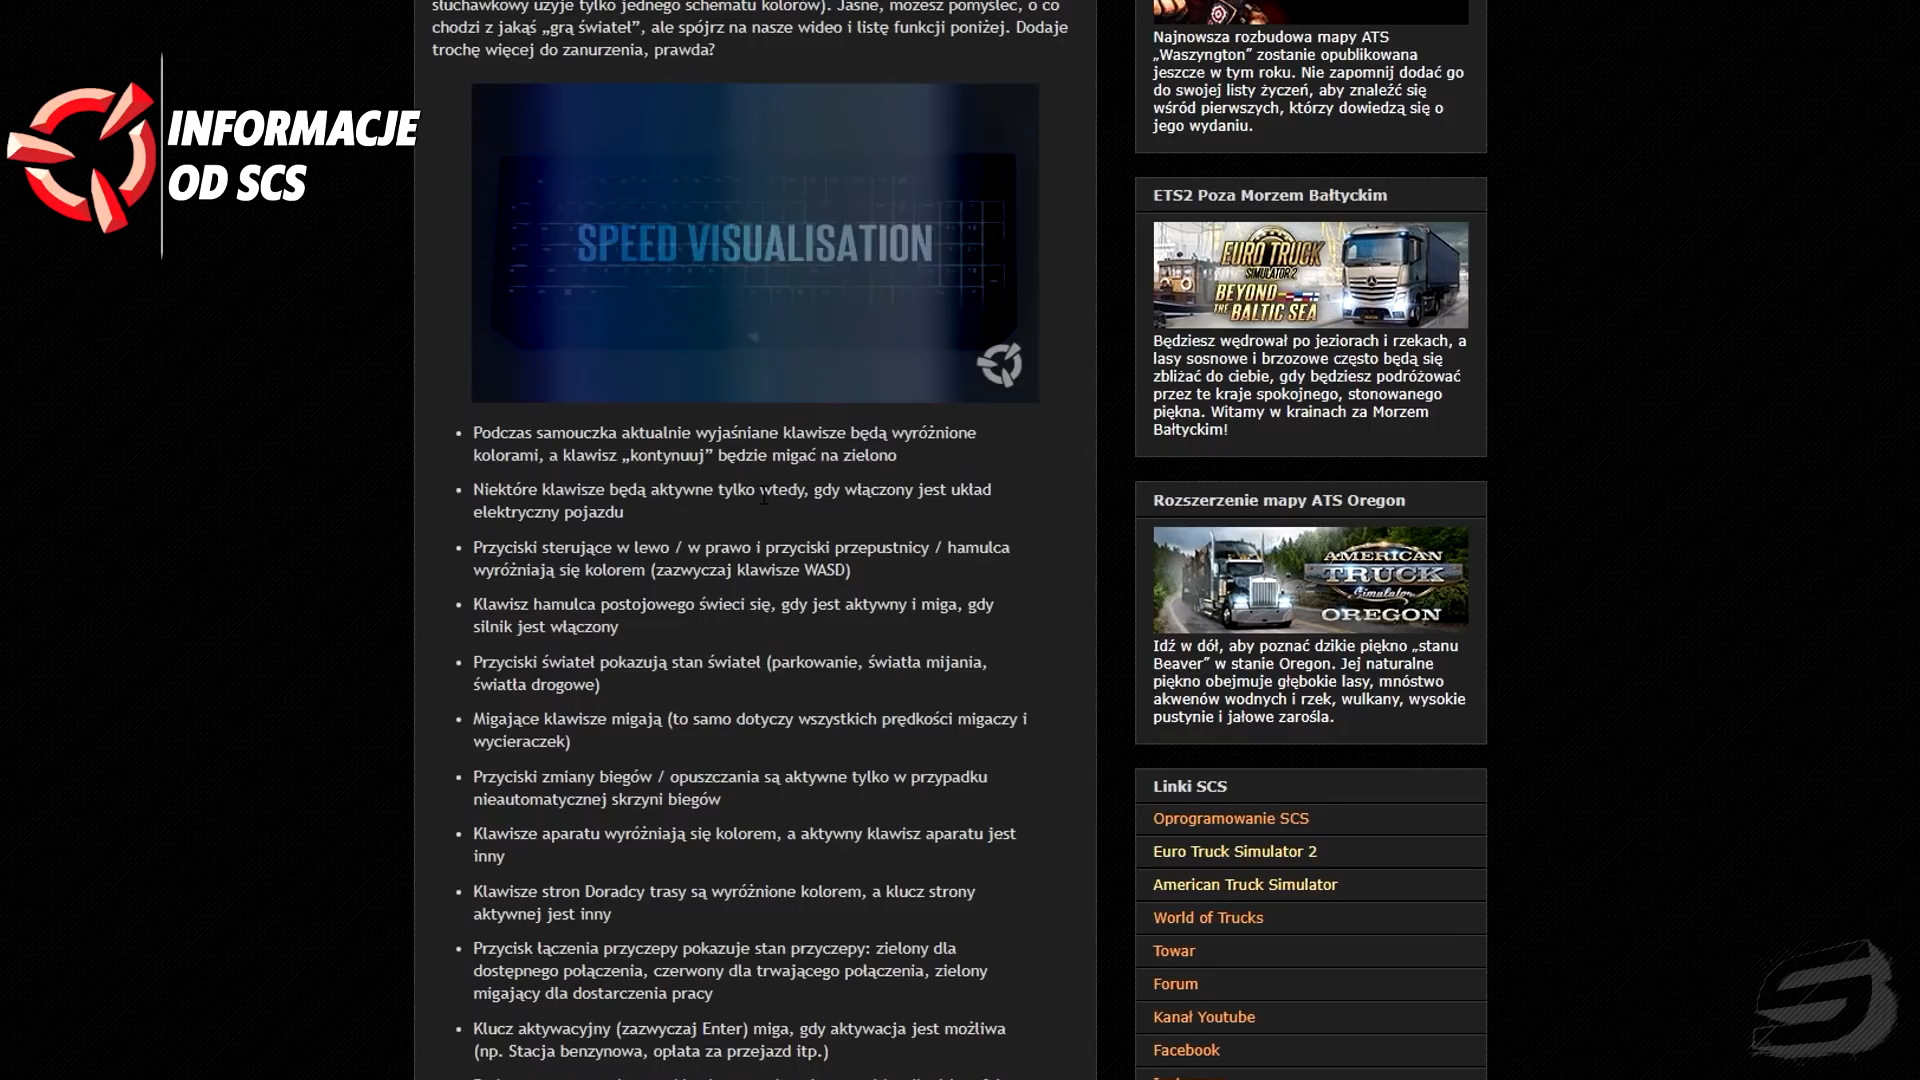 słuchawkowy użyje tylko jednego schematu kolorów). Jasne, możesz pomyśleć, o co
chodzi z jakąś „grą świateł”, ale spójrz na nasze wideo i listę funkcji poniżej. Dodaje
trochę więcej do zanurzenia, prawda?
INFORMACJE
OD SCS
SPEED VISUALISATION
• Podczas samouczka aktualnie wyjaśniane klawisze będą wyróżnione
kolorami, a klawisz „kontynuuj” będzie migać na zielono
• Niektóre klawisze będą aktywne tylko wtedy, gdy włączony jest układ
elektryczny pojazdu
• Przyciski sterujące w lewo / w prawo i przyciski przepustnicy / hamulca
wyróżniają się kolorem (zazwyczaj klawisze WASD)
• Klawisz hamulca postojowego świeci się, gdy jest aktywny i miga, gdy
silnik jest włączony
• Przyciski świateł pokazują stan świateł (parkowanie, światła mijania,
światła drogowe)
• Migające klawisze migają (to samo dotyczy wszystkich prędkości migaczy i
wycieraczek)
• Przyciski zmiany biegów / opuszczania są aktywne tylko w przypadku
nieautomatycznej skrzyni biegów
• Klawisze aparatu wyróżniają się kolorem, a aktywny klawisz aparatu jest
inny
• Klawisze stron Doradcy trasy są wyróżnione kolorem, a klucz strony
aktywnej jest inny
• Przycisk łączenia przyczepy pokazuje stan przyczepy: zielony dla
dostępnego połączenia, czerwony dla trwającego połączenia, zielony
migający dla dostarczenia pracy
• Klucz aktywacyjny (zazwyczaj Enter) miga, gdy aktywacja jest możliwa
(np. Stacja benzynowa, opłata za przejazd itp.)
Najnowsza rozbudowa mapy ATS
„Waszyngton” zostanie opublikowana
jeszcze w tym roku. Nie zapomnij dodać go
do swojej listy życzeń, aby znaleźć się
wśród pierwszych, którzy dowiedzą się o
jego wydaniu.
ETS2 Poza Morzem Bałtyckim
EURO TRUCK
SIMULATOR 2
BEYOND
THE BALTIC SEA
Będziesz wędrował po jeziorach i rzekach, a
lasy sosnowe i brzozowe często będą się
zbliżać do ciebie, gdy będziesz podróżować
przez te kraje spokojnego, stonowanego
piękna. Witamy w krainach za Morzem
Bałtyckim!
Rozszerzenie mapy ATS Oregon
AMERICAN
TRUCK
Simulator
OREGON
Idź w dół, aby poznać dzikie piękno „stanu
Beaver” w stanie Oregon. Jej naturalne
piękno obejmuje głębokie lasy, mnóstwo
akwenów wodnych i rzek, wulkany, wysokie
pustynie i jałowe zarośla.
Linki SCS
Oprogramowanie SCS
Euro Truck Simulator 2
American Truck Simulator
World of Trucks
Towar
Forum
Kanał Youtube
Facebook